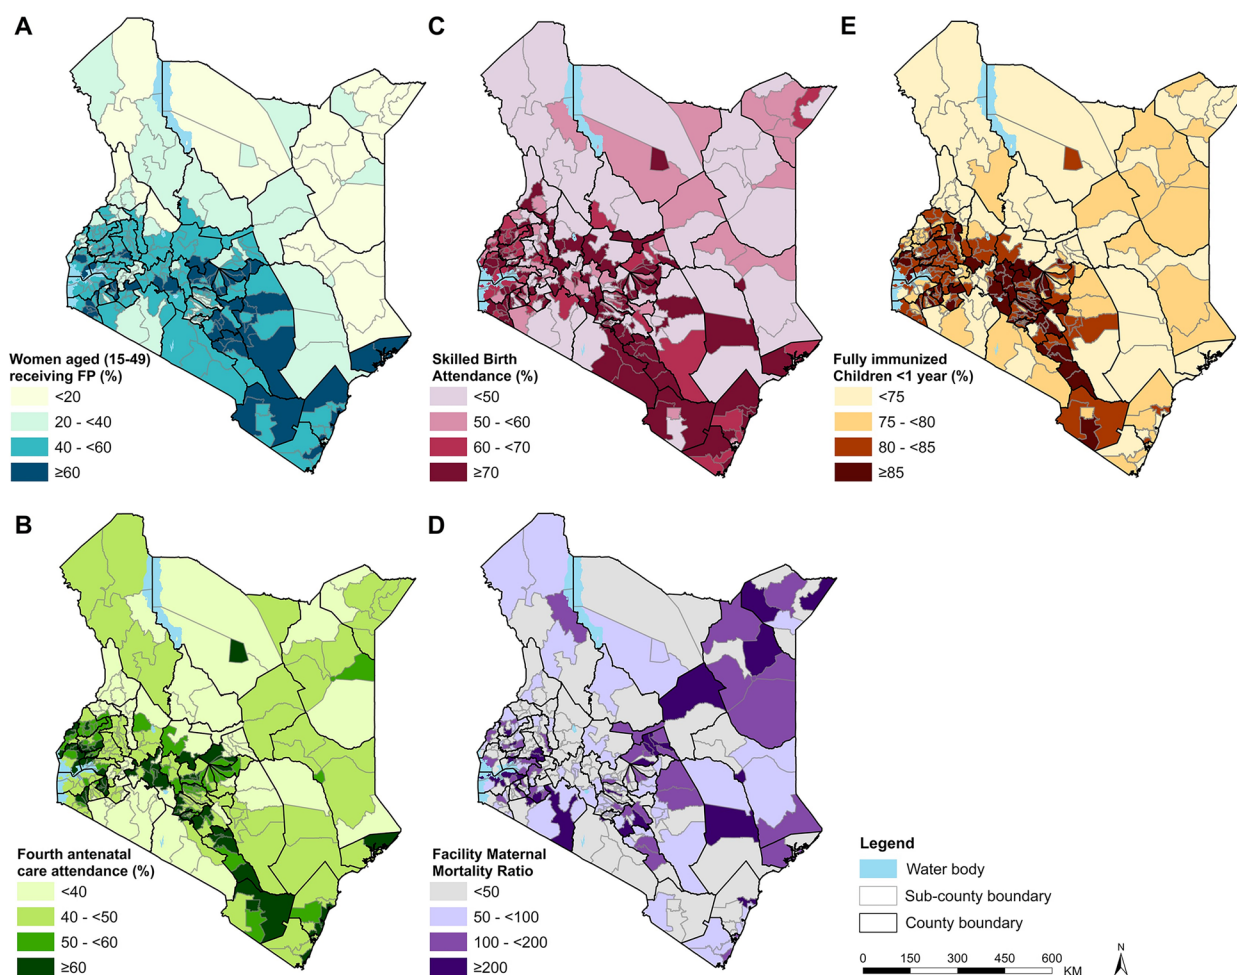 A
Women aged (15-49)
receiving FP (%)
<20
20 - <40
40 - <60
≥60
C
Skilled Birth
Attendance (%)
<50
50 - <60
60 - <70
≥70
E
Fully immunized
Children <1 year (%)
<75
75 - <80
80 - <85
≥85
B
Fourth antenatal
care attendance (%)
<40
40 - <50
50 - <60
≥60
D
Facility Maternal
Mortality Ratio
<50
50 - <100
100 - <200
≥200
Legend
Water body
Sub-county boundary
County boundary
0 150 300 450 600
KM
N